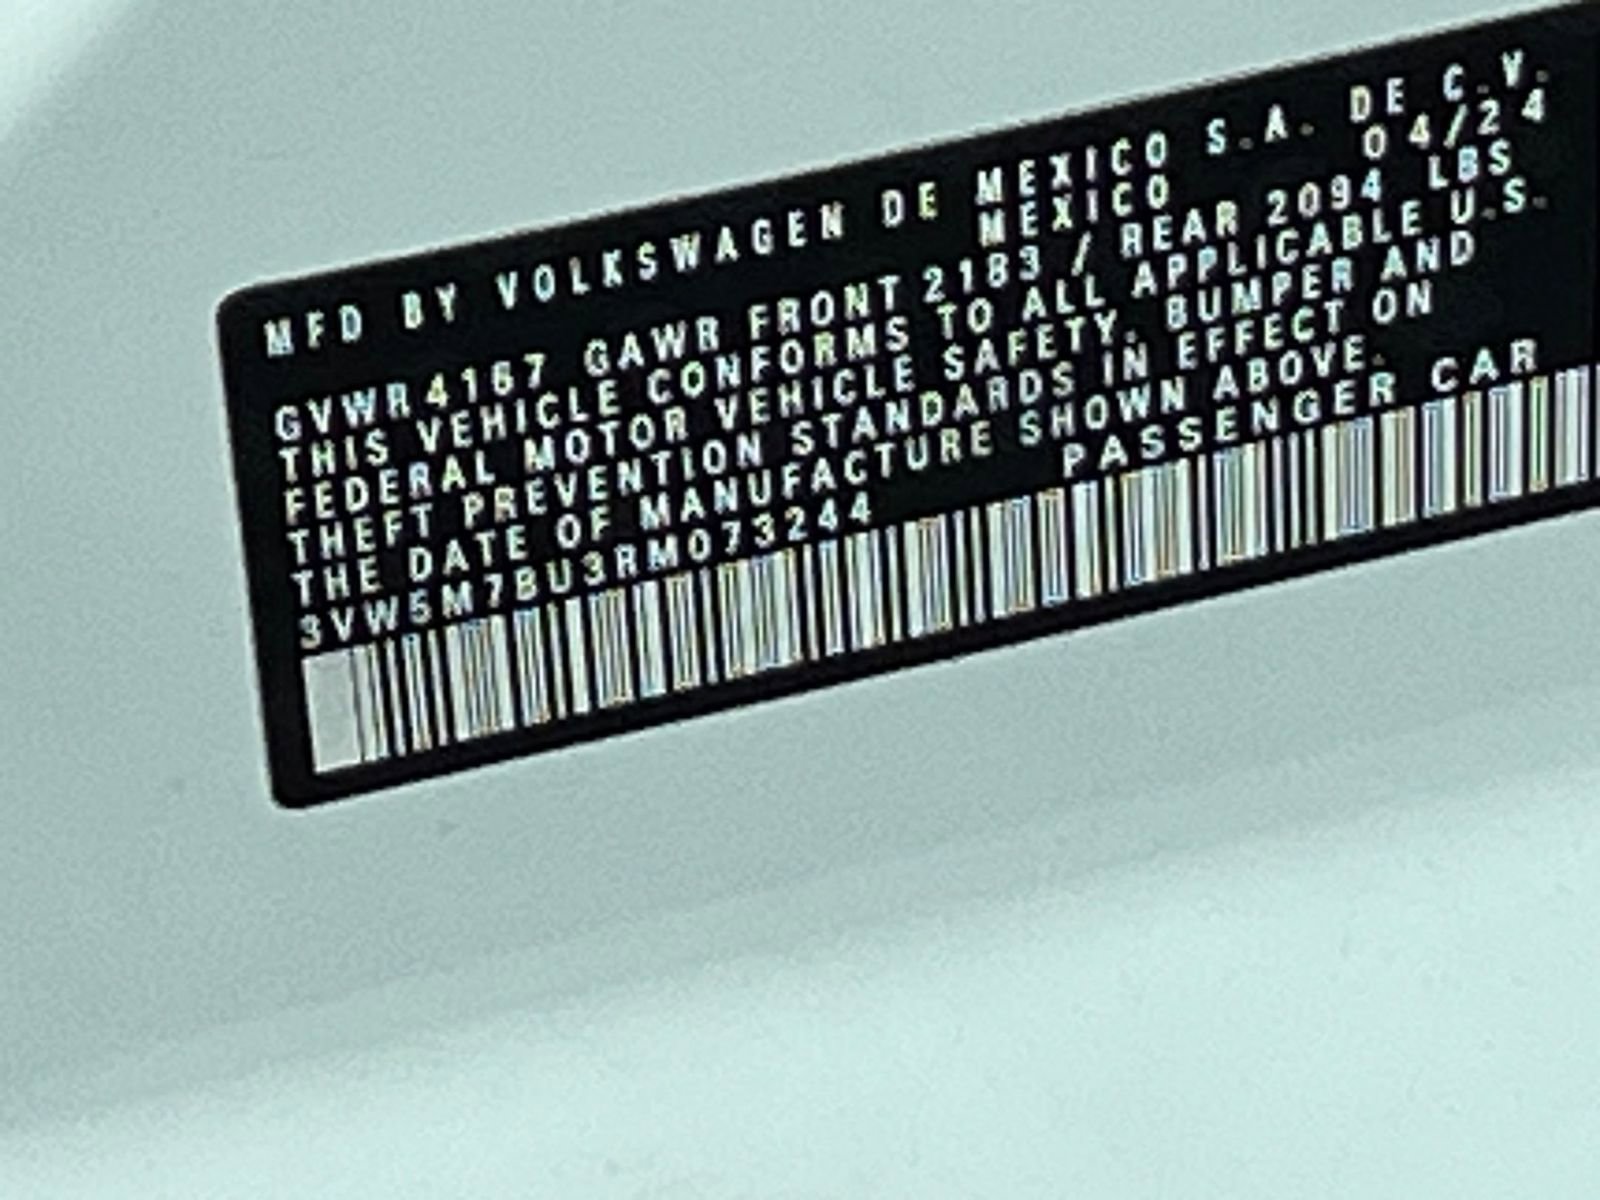 MFD BY VOLKSWAGEN DE MEXICO S.A. DE C.V.
MEXICO 04/24
GVWR 4167 GAWR FRONT 2183 / REAR 2094 LBS
THIS VEHICLE CONFORMS TO ALL APPLICABLE U.S.
FEDERAL MOTOR VEHICLE SAFETY, BUMPER AND
THEFT PREVENTION STANDARDS IN EFFECT ON
THE DATE OF MANUFACTURE SHOWN ABOVE.
3VW5M7BU3RM073244 PASSENGER CAR